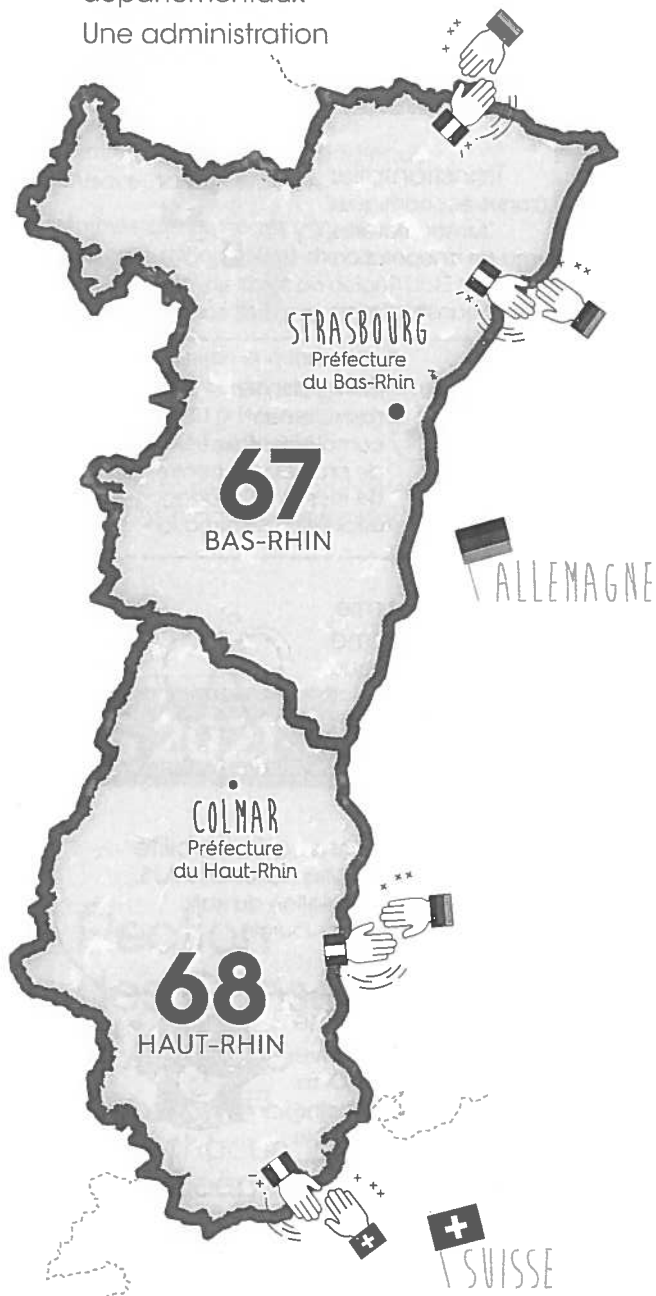 départementaux
Une administration
STRASBOURG
Préfecture
du Bas-Rhin
67
BAS-RHIN
ALLEMAGNE
COLMAR
Préfecture
du Haut-Rhin
68
HAUT-RHIN
SUISSE